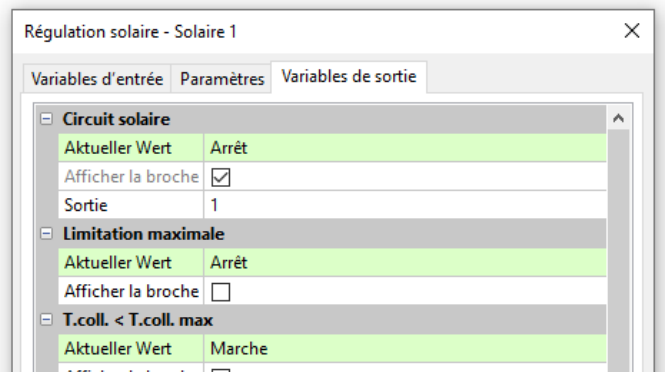 Régulation solaire - Solaire 1
Variables d'entrée Paramètres Variables de sortie
Circuit solaire
Aktueller Wert Arrêt
Afficher la broche
Sortie 1
Limitation maximale
Aktueller Wert Arrêt
Afficher la broche
T.coll. < T.coll. max
Aktueller Wert Marche